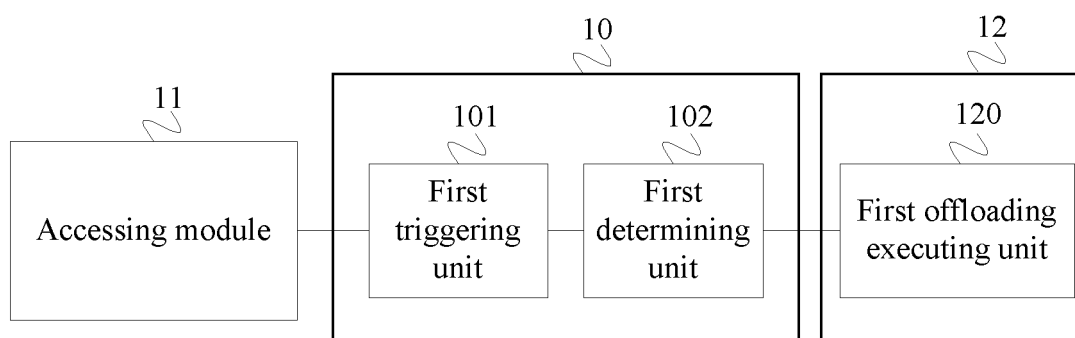 10
12
11
101
102
120
Accessing module
First
triggering
unit
First
determining
unit
First offloading
executing unit